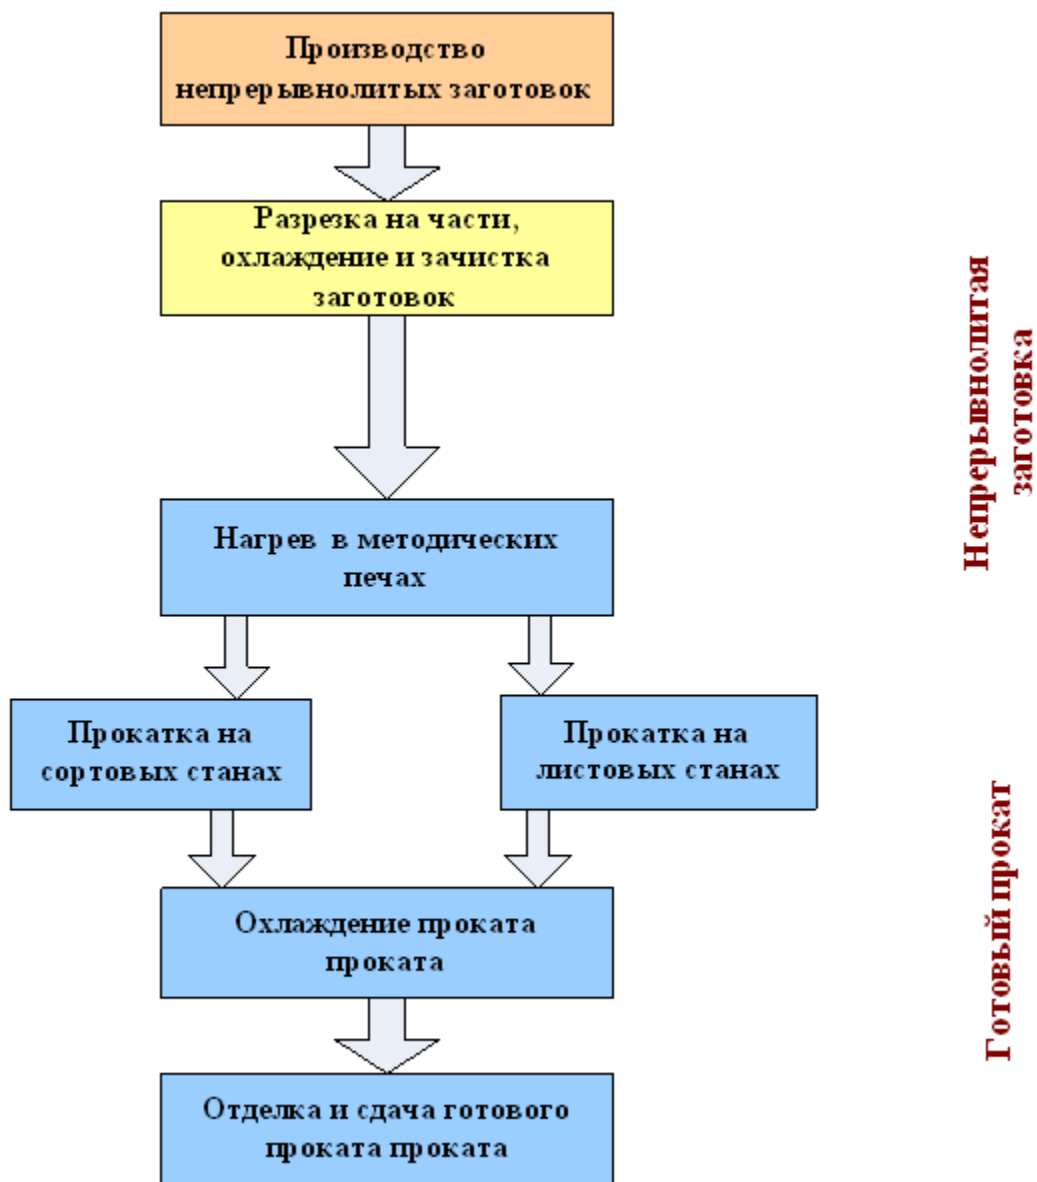 Производство
непрерывнолитых заготовок
Разрезка на части,
охлаждение и зачистка
заготовок
Непрерывнолитая
заготовка
Нагрев в методических
печах
Прокатка на
сортовых станах
Прокатка на
листовых станах
Готовый прокат
Охлаждение проката
проката
Отделка и сдача готового
проката проката